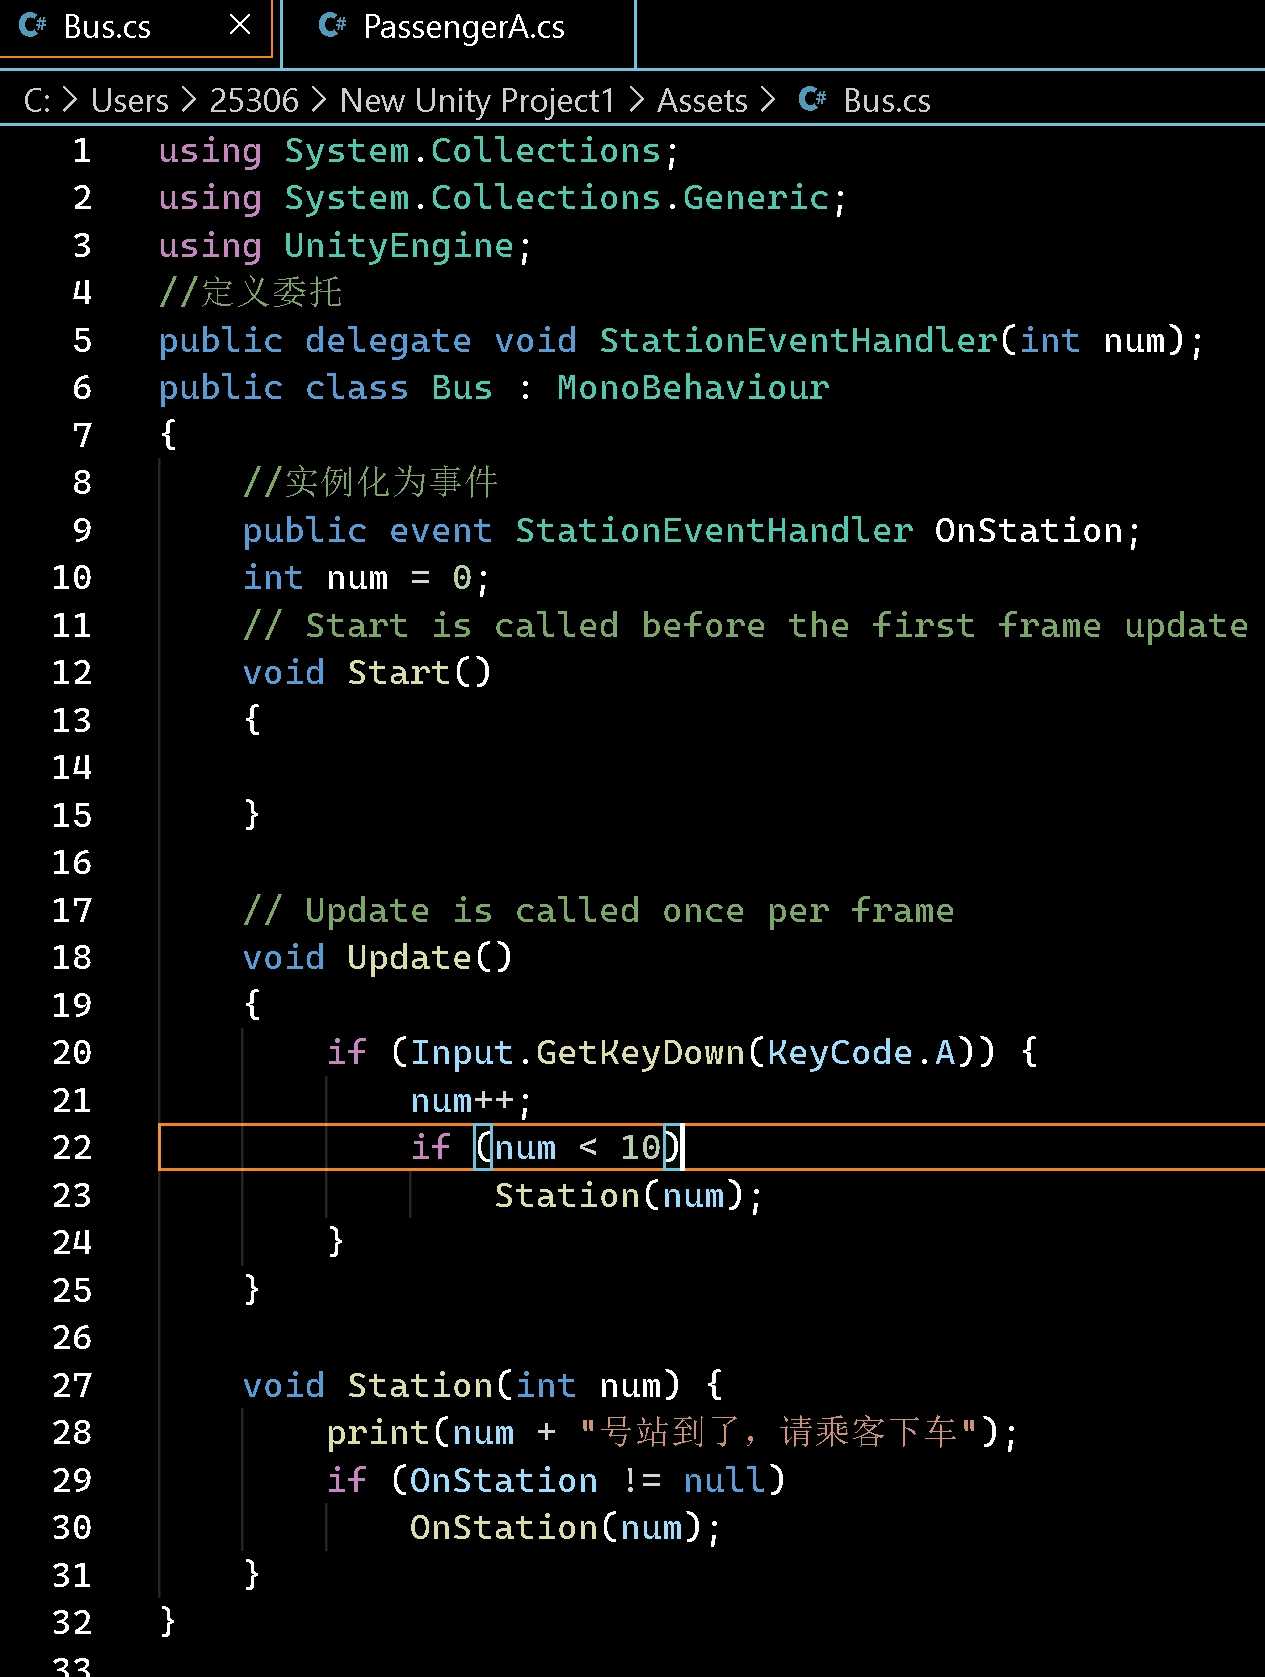 C# Bus.cs × C# PassengerA.cs
C: > Users > 25306 > New Unity Project1 > Assets > C# Bus.cs
1 using System.Collections;
2 using System.Collections.Generic;
3 using UnityEngine;
4 //定义委托
5 public delegate void StationEventHandler(int num);
6 public class Bus : MonoBehaviour
7 {
8 //实例化为事件
9 public event StationEventHandler OnStation;
10 int num = 0;
11 // Start is called before the first frame update
12 void Start()
13 {
14
15 }
16
17 // Update is called once per frame
18 void Update()
19 {
20 if (Input.GetKeyDown(KeyCode.A)) {
21 num++;
22 if (num < 10)
23 Station(num);
24 }
25 }
26
27 void Station(int num) {
28 print(num + "号站到了，请乘客下车");
29 if (OnStation != null)
30 OnStation(num);
31 }
32 }
33